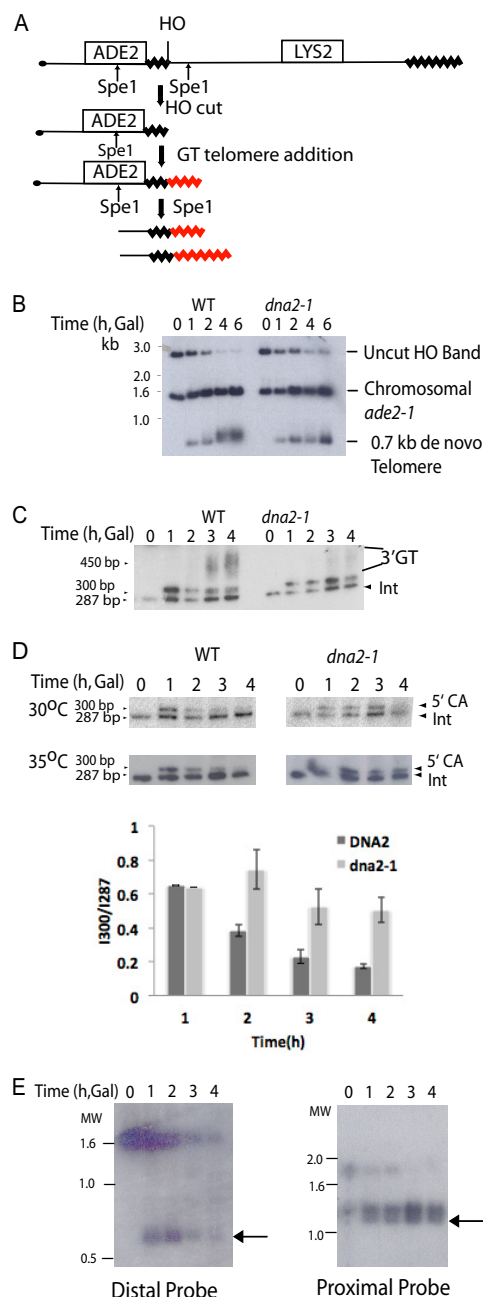 A
HO
ADE2
LYS2
Spe1
Spe1
HO cut
ADE2
Spe1
GT telomere addition
ADE2
Spe1
Spe1
B
WT
dna2-1
Time (h, Gal)
0 1 2 4 6
0 1 2 4 6
kb
3.0
2.0
1.6
1.0
Uncut HO Band
Chromosomal
ade2-1
0.7 kb de novo
Telomere
C
WT
dna2-1
Time (h, Gal)
0 1 2 3 4
0 1 2 3 4
450 bp
300 bp
287 bp
3'GT
Int
D
WT
dna2-1
Time (h, Gal)
0 1 2 3 4
0 1 2 3 4
30°C
300 bp
287 bp
5' CA
Int
35°C
300 bp
287 bp
5' CA
Int
1
0.8
0.6
0.4
0.2
0
I300/I287
DNA2
dna2-1
1 2 3 4
Time(h)
E
Time (h,Gal)
0 1 2 3 4
MW
1.6
1.0
0.5
Distal Probe
0 1 2 3 4
MW
2.0
1.6
1.0
Proximal Probe